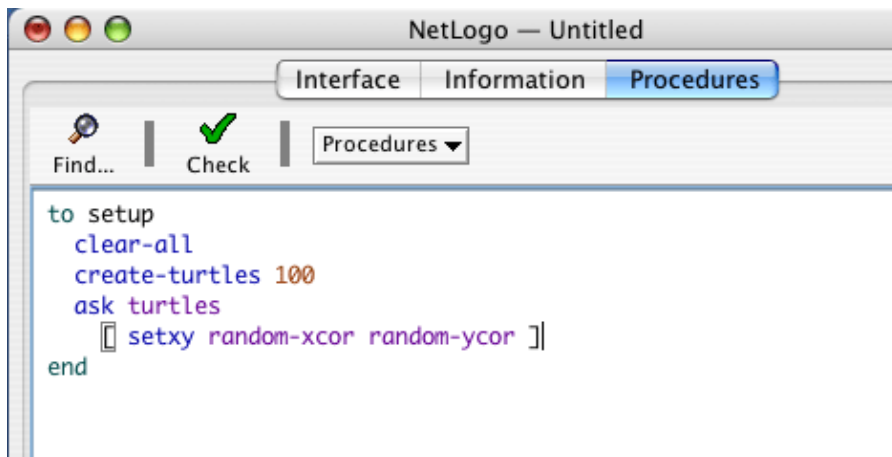 NetLogo — Untitled
Interface Information Procedures
Find... Check Procedures
to setup
clear-all
create-turtles 100
ask turtles
[ setxy random-xcor random-ycor ]
end